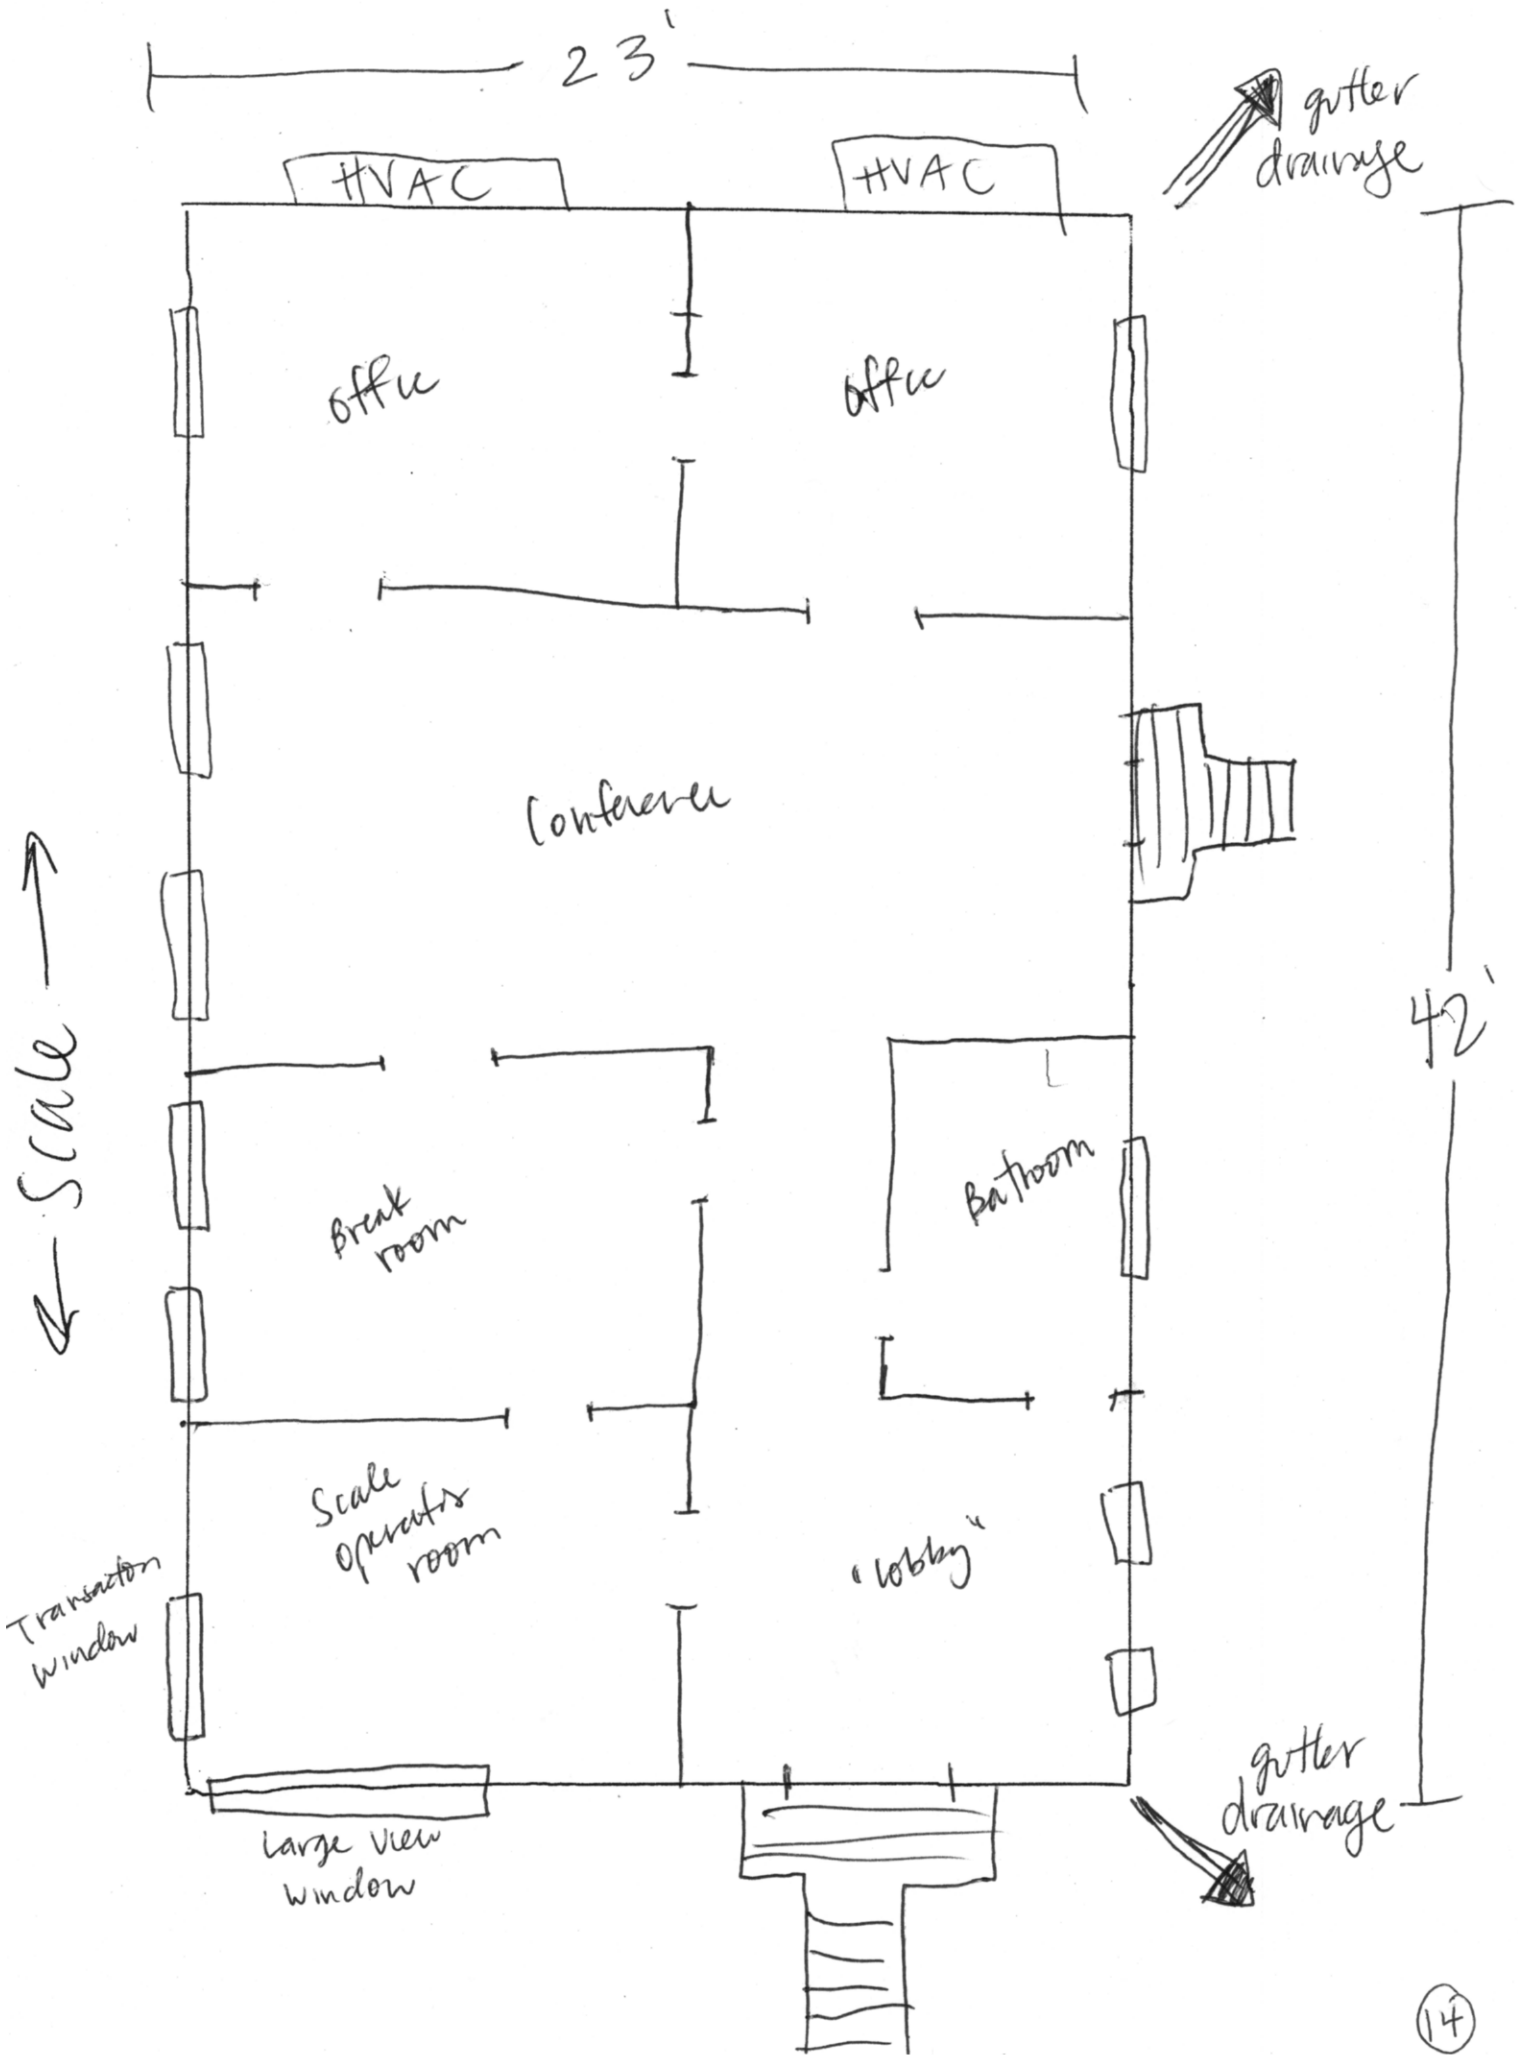 23'
HVAC
HVAC
gutter
drainage
office
office
Conference
42'
← Scale →
Break
room
Bathroom
Scale
operator's
room
"lobby"
Transaction
window
Large View
Window
gutter
drainage
14